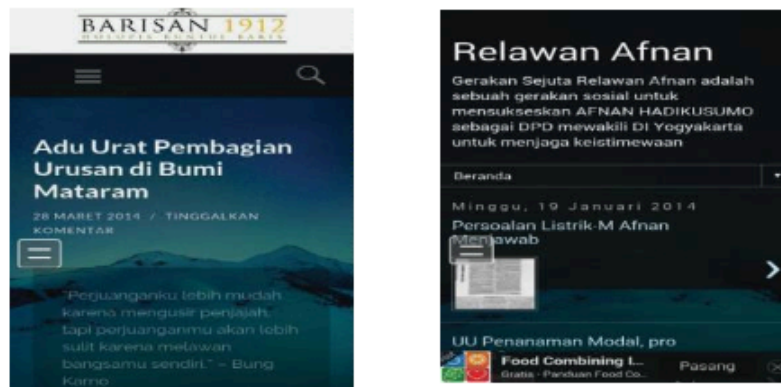 BARISAN 1912
HOLOPIS KUNTUL BARIS
Adu Urat Pembagian
Urusan di Bumi
Mataram
28 MARET 2014 / TINGGALKAN
KOMENTAR
"Perjuanganku lebih mudah
karena mengusir penjajah,
tapi perjuanganmu akan lebih
sulit karena melawan
bangsamu sendiri." – Bung
Karno
Relawan Afnan
Gerakan Sejuta Relawan Afnan adalah
sebuah gerakan sosial untuk
mensukseskan AFNAN HADIKUSUMO
sebagai DPD mewakili DI Yogyakarta
untuk menjaga keistimewaan
Beranda
Minggu, 19 Januari 2014
Persoalan Listrik-M Afnan
Menjawab
UU Penanaman Modal, pro
Food Combining I...
Gratis - Panduan Food Co...
Pasang